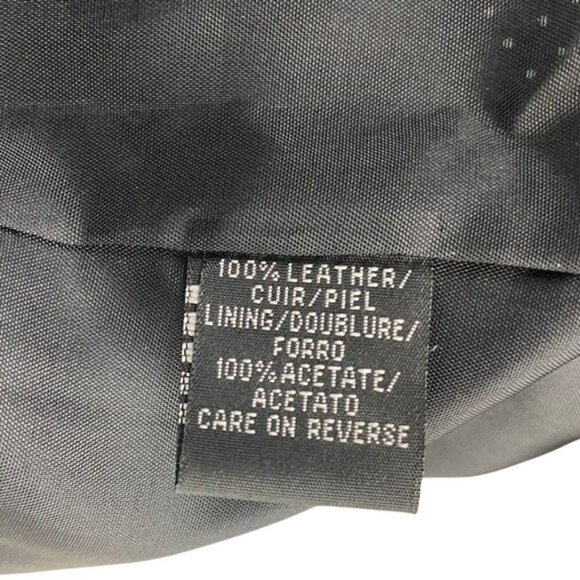 100% LEATHER/
CUIR/PIEL
LINING/DOUBLURE/
FORRO
100% ACETATE/
ACETATO
CARE ON REVERSE